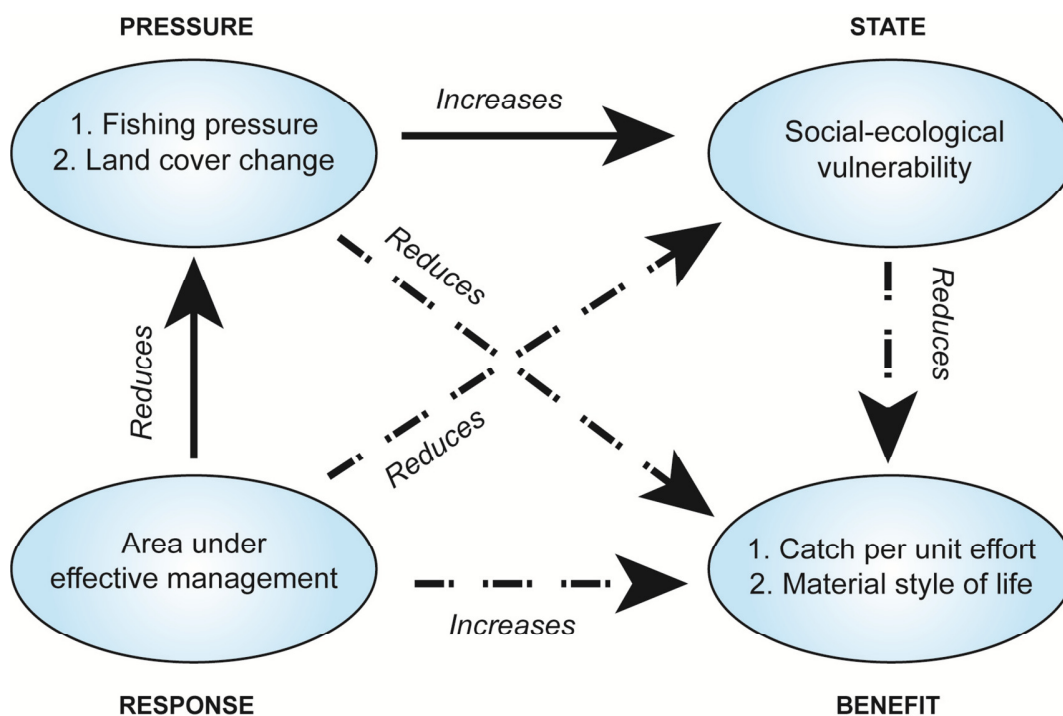 PRESSURE
STATE
1. Fishing pressure
2. Land cover change
Increases
Social-ecological
vulnerability
Reduces
Reduces
Reduces
Reduces
Area under
effective management
Increases
1. Catch per unit effort
2. Material style of life
RESPONSE
BENEFIT